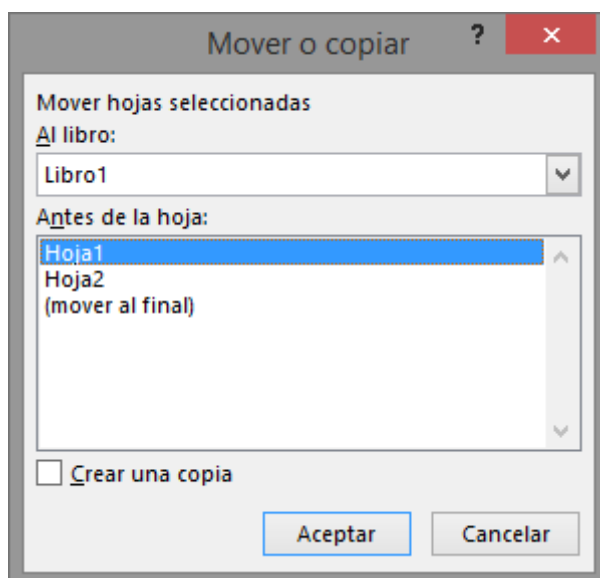 Mover o copiar ?
Mover hojas seleccionadas
Al libro:
Libro1
Antes de la hoja:
Hoja1
Hoja2
(mover al final)
Crear una copia
Aceptar Cancelar